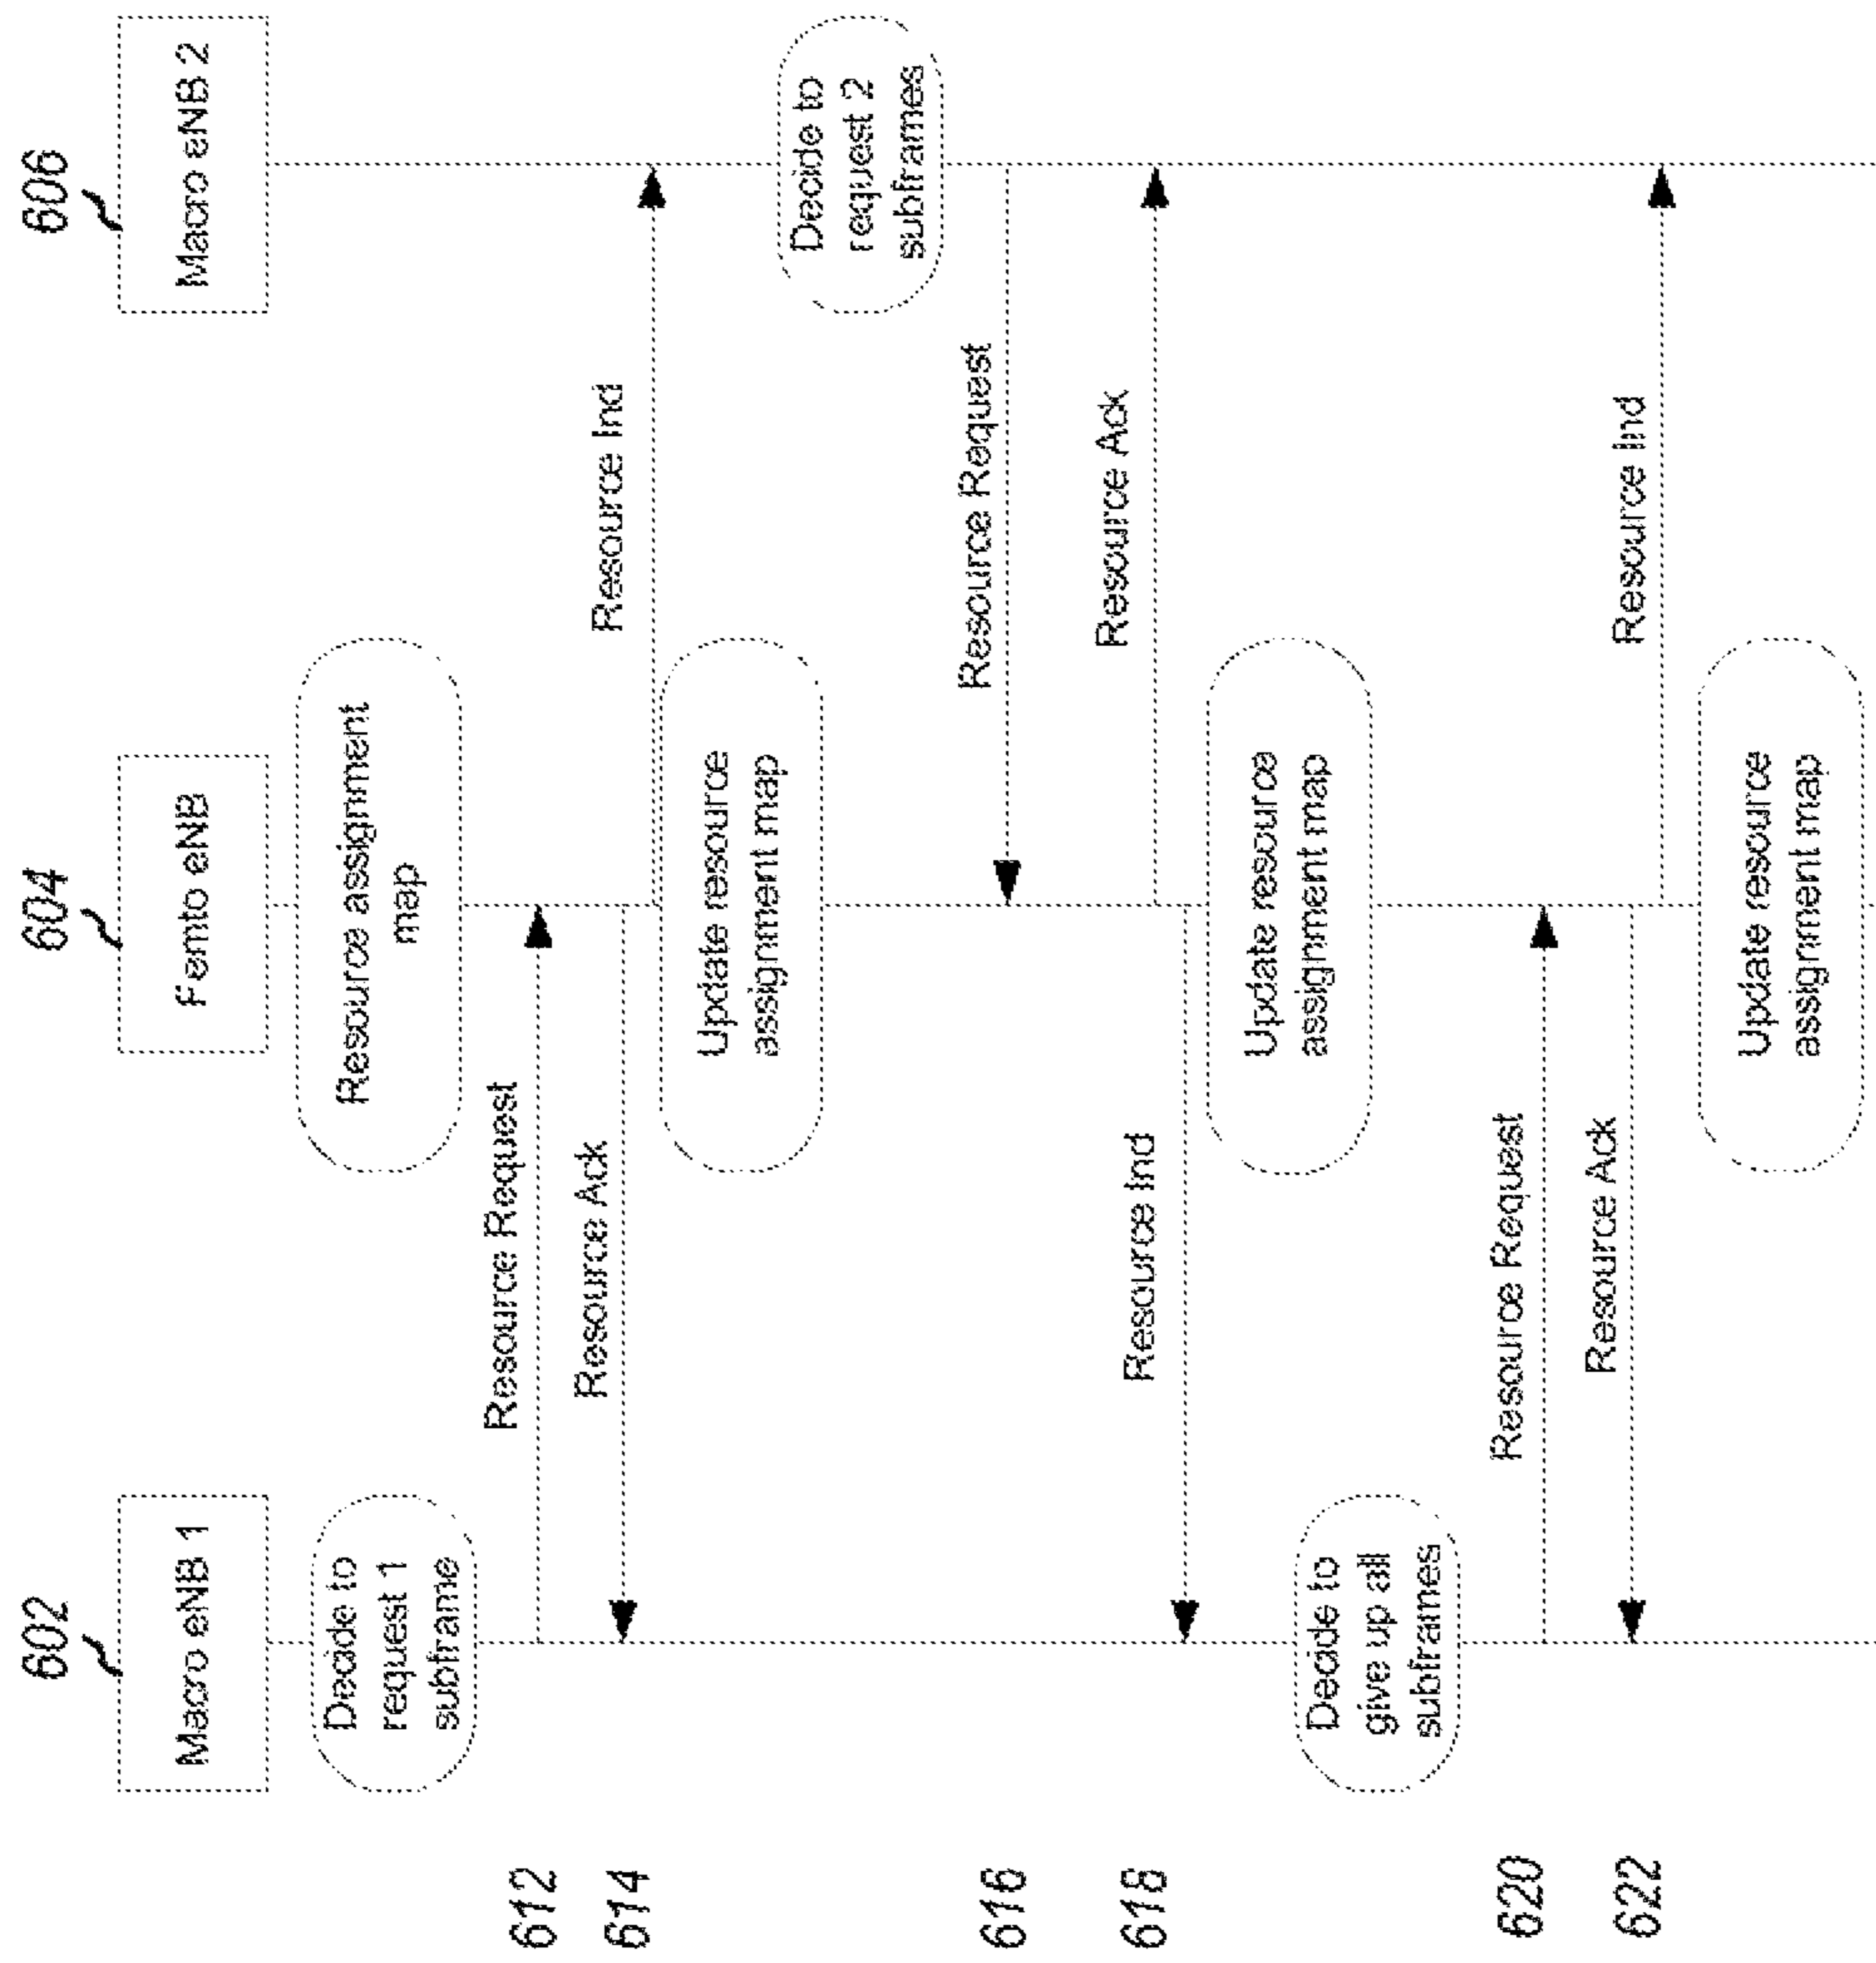 602
604
606
Macro eNB 1
Femto eNB
Macro eNB 2
Decide to
request 1
subframe
Resource assignment
map
612
Resource Request
614
Resource Ack
Resource Ind
Update resource
assignment map
Decide to
request 2
subframes
616
Resource Request
618
Resource Ind
Resource Ack
Update resource
assignment map
Decide to
give up all
subframes
620
Resource Request
622
Resource Ack
Resource Ind
Update resource
assignment map